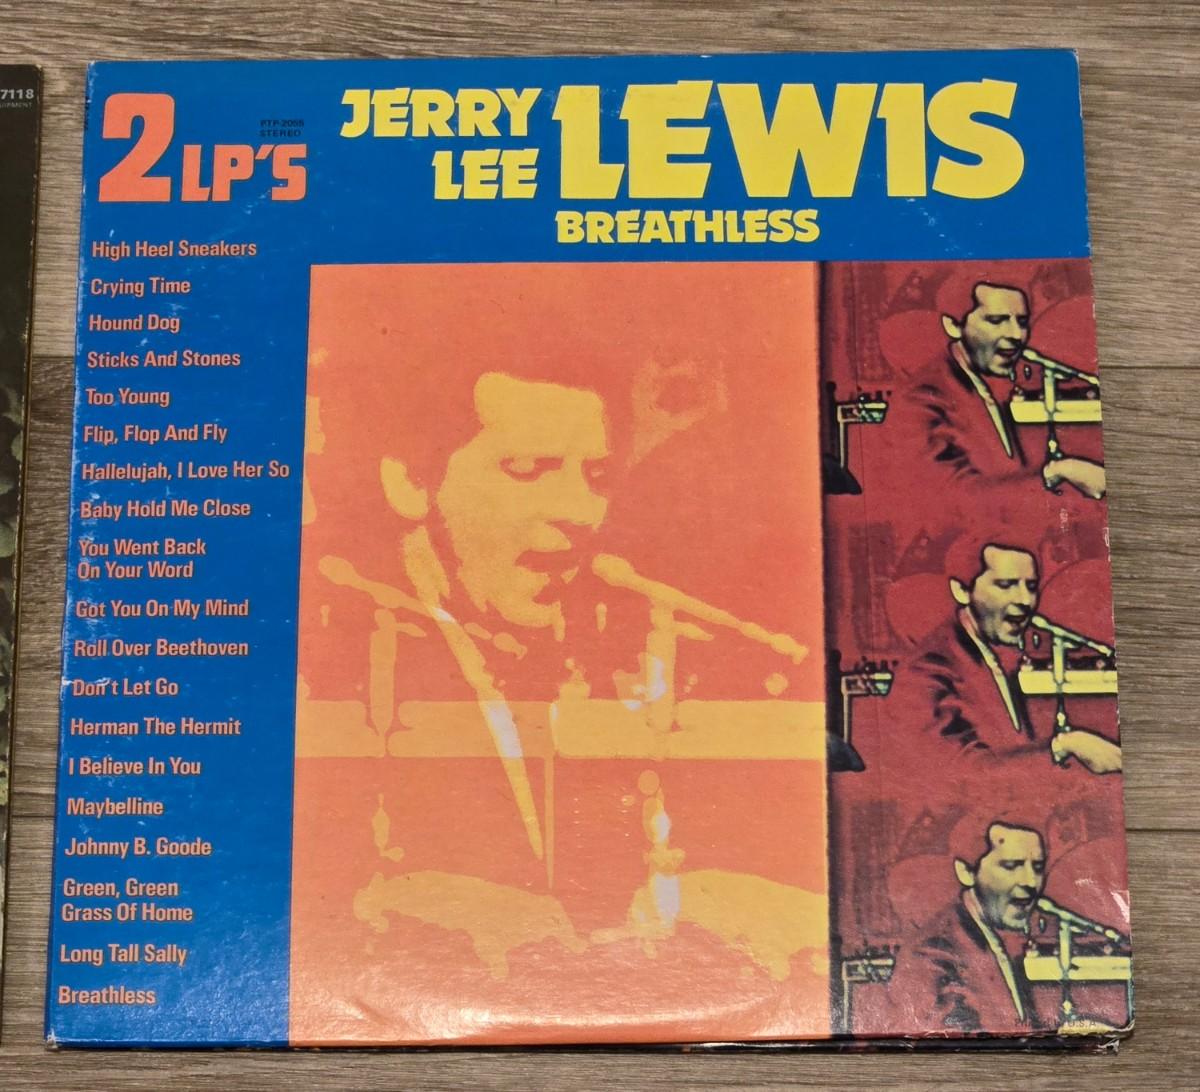 7118
2 LP'S
PTP-2055
STEREO
JERRY
LEE
LEWIS
BREATHLESS
High Heel Sneakers
Crying Time
Hound Dog
Sticks And Stones
Too Young
Flip, Flop And Fly
Hallelujah, I Love Her So
Baby Hold Me Close
You Went Back
On Your Word
Got You On My Mind
Roll Over Beethoven
Don't Let Go
Herman The Hermit
I Believe In You
Maybelline
Johnny B. Goode
Green, Green
Grass Of Home
Long Tall Sally
Breathless
U.S.A.